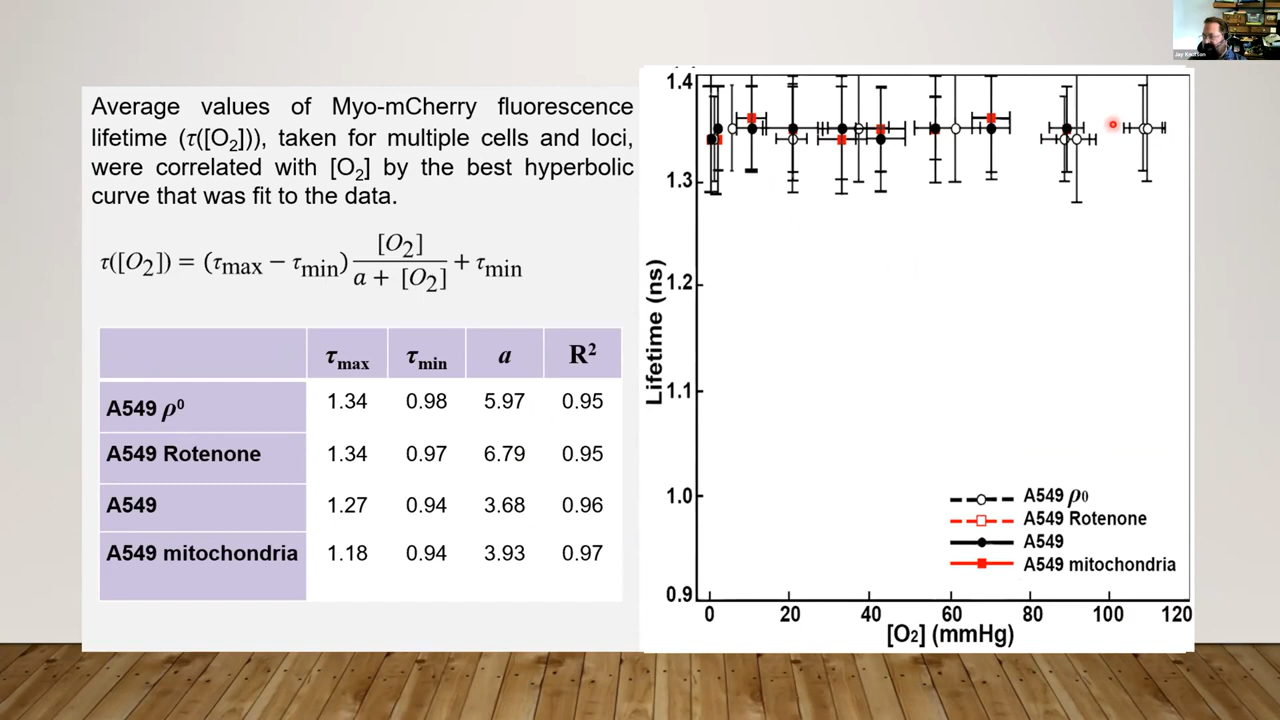 Jay Knutson
Average values of Myo-mCherry fluorescence
lifetime (τ([O₂])), taken for multiple cells and loci,
were correlated with [O₂] by the best hyperbolic
curve that was fit to the data.
τ([O₂]) = (τmax − τmin) [O₂] / a + [O₂] + τmin
τmax τmin a R²
A549 ρ⁰ 1.34 0.98 5.97 0.95
A549 Rotenone 1.34 0.97 6.79 0.95
A549 1.27 0.94 3.68 0.96
A549 mitochondria 1.18 0.94 3.93 0.97
Lifetime (ns)
1.4
1.3
1.2
1.1
1.0
0.9
A549 ρ0
A549 Rotenone
A549
A549 mitochondria
0 20 40 60 80 100 120
[O₂] (mmHg)